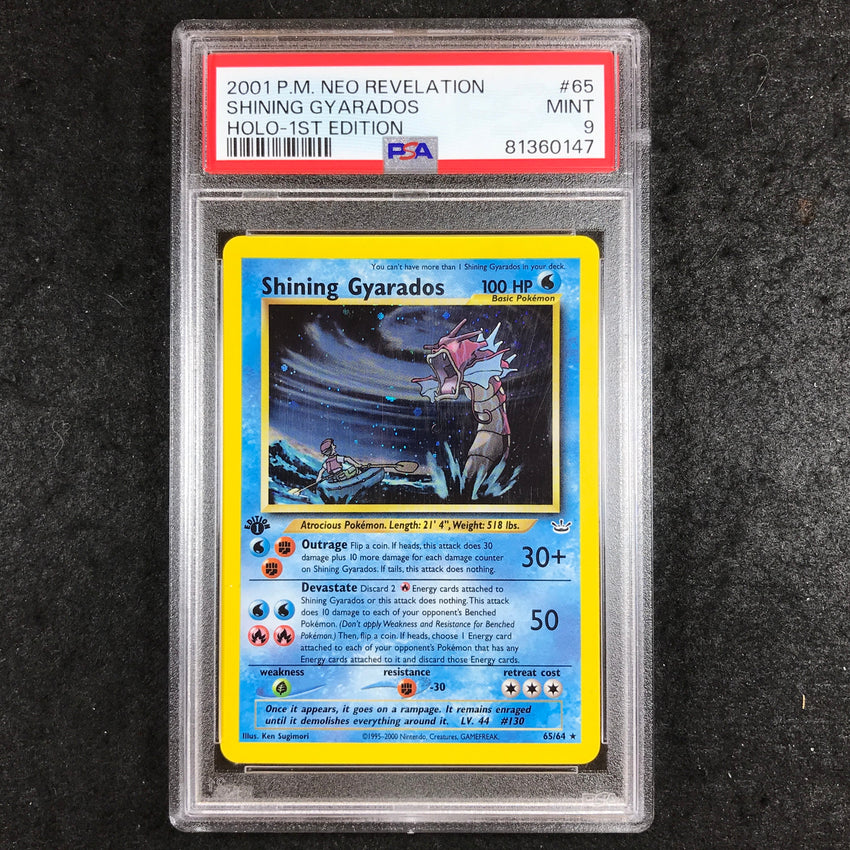 2001 P.M. NEO REVELATION #65
SHINING GYARADOS MINT
HOLO-1ST EDITION 9
PSA 81360147
You can't have more than 1 Shining Gyarados in your deck.
Shining Gyarados 100 HP
Basic Pokémon
EDITION
1
Atrocious Pokémon. Length: 21' 4", Weight: 518 lbs.
Outrage Flip a coin. If heads, this attack does 30
damage plus 10 more damage for each damage counter
on Shining Gyarados. If tails, this attack does nothing.
30+
Devastate Discard 2 Energy cards attached to
Shining Gyarados or this attack does nothing. This attack
does 10 damage to each of your opponent's Benched
Pokémon. (Don't apply Weakness and Resistance for Benched
Pokémon.) Then, flip a coin. If heads, choose 1 Energy card
attached to each of your opponent's Pokémon that has any
Energy cards attached to it and discard those Energy cards.
50
weakness resistance retreat cost
-30
Once it appears, it goes on a rampage. It remains enraged
until it demolishes everything around it. LV. 44 #130
Illus. Ken Sugimori ©1995-2000 Nintendo, Creatures, GAMEFREAK. 65/64 ★
PSA